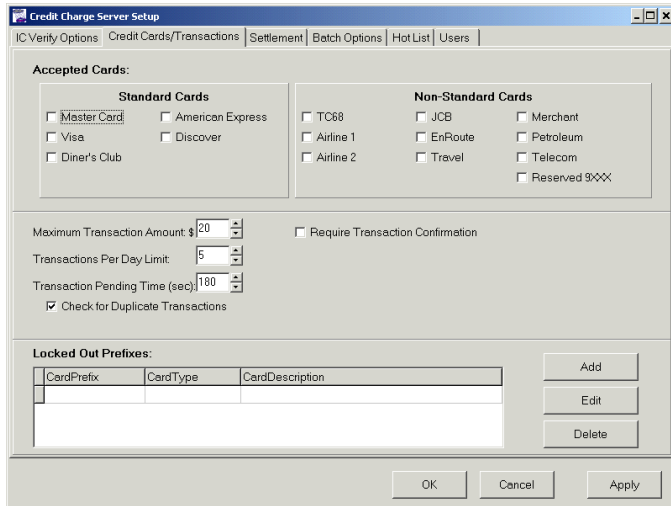 Credit Charge Server Setup
IC Verify Options Credit Cards/Transactions Settlement Batch Options Hot List Users
Accepted Cards:
Standard Cards
Master Card American Express
Visa Discover
Diner's Club
Non-Standard Cards
TC68 JCB Merchant
Airline 1 EnRoute Petroleum
Airline 2 Travel Telecom
Reserved 9XXX
Maximum Transaction Amount: $ 20 Require Transaction Confirmation
Transactions Per Day Limit: 5
Transaction Pending Time (sec): 180
Check for Duplicate Transactions
Locked Out Prefixes:
CardPrefix CardType CardDescription
Add
Edit
Delete
OK Cancel Apply